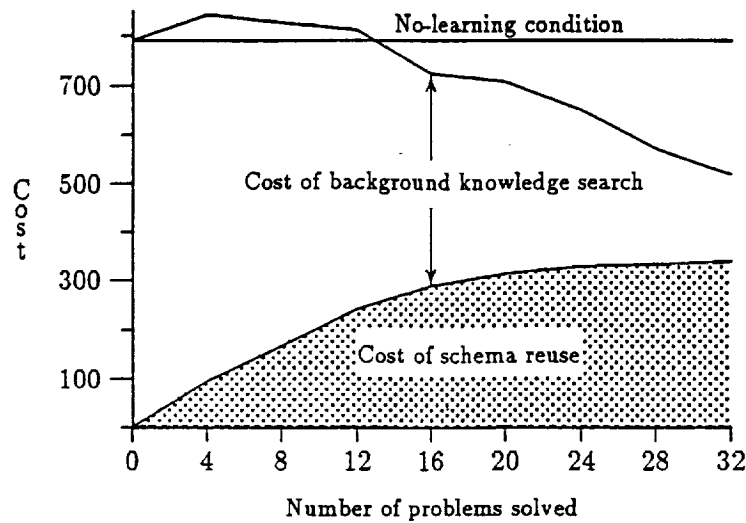 No-learning condition
700
Cost of background knowledge search
500
Cost
300
Cost of schema reuse
100
0 4 8 12 16 20 24 28 32
Number of problems solved